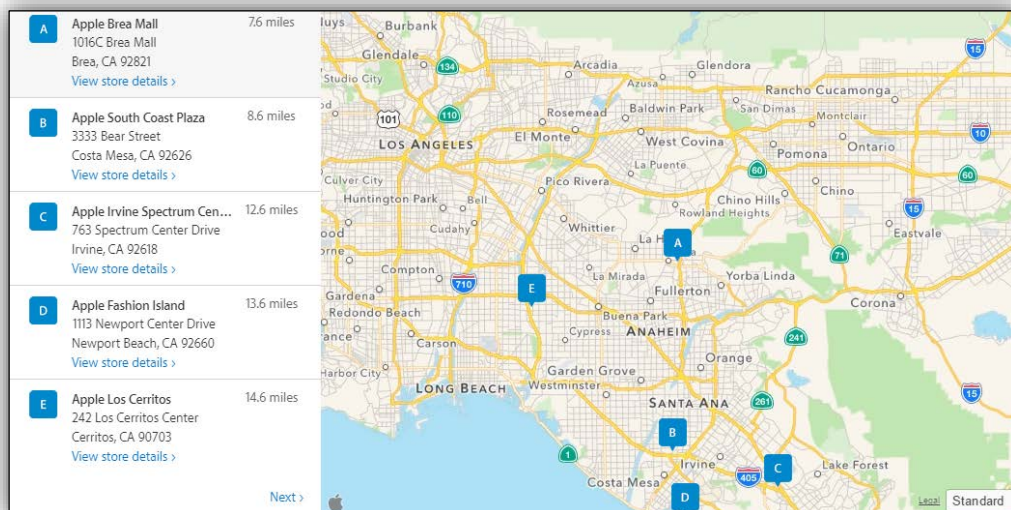 A
Apple Brea Mall
7.6 miles
1016C Brea Mall
Brea, CA 92821
View store details ›
B
Apple South Coast Plaza
8.6 miles
3333 Bear Street
Costa Mesa, CA 92626
View store details ›
C
Apple Irvine Spectrum Cen...
12.6 miles
763 Spectrum Center Drive
Irvine, CA 92618
View store details ›
D
Apple Fashion Island
13.6 miles
1113 Newport Center Drive
Newport Beach, CA 92660
View store details ›
E
Apple Los Cerritos
14.6 miles
242 Los Cerritos Center
Cerritos, CA 90703
View store details ›
Next ›
Burbank
Glendale
134
Arcadia
Glendora
15
Studio City
Azusa
Rancho Cucamonga
101
110
Rosemead
Baldwin Park
San Dimas
Montclair
LOS ANGELES
El Monte
West Covina
Ontario
10
Pomona
Culver City
La Puente
60
60
Pico Rivera
Chino Hills
Chino
Huntington Park
Bell
Rowland Heights
15
Cudahy
Whittier
A
Eastvale
71
Compton
710
La Mirada
Yorba Linda
E
Gardena
Fullerton
Corona
Redondo Beach
Buena Park
Cypress
ANAHEIM
241
Carson
Orange
Harbor City
Garden Grove
LONG BEACH
Westminster
15
SANTA ANA
261
B
1
Irvine
C
Lake Forest
405
Costa Mesa
D
Legal
Standard